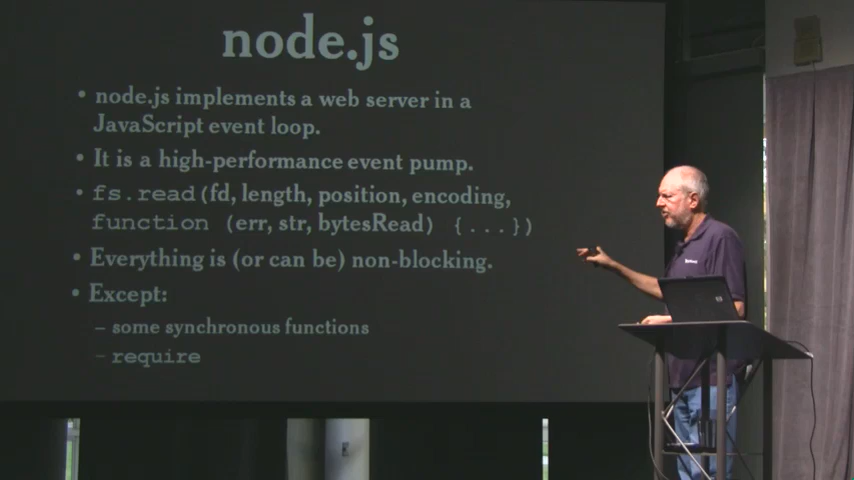 node.js
• node.js implements a web server in a
JavaScript event loop.
• It is a high-performance event pump.
• fs.read(fd, length, position, encoding,
function (err, str, bytesRead) {...})
• Everything is (or can be) non-blocking.
• Except:
– some synchronous functions
– require